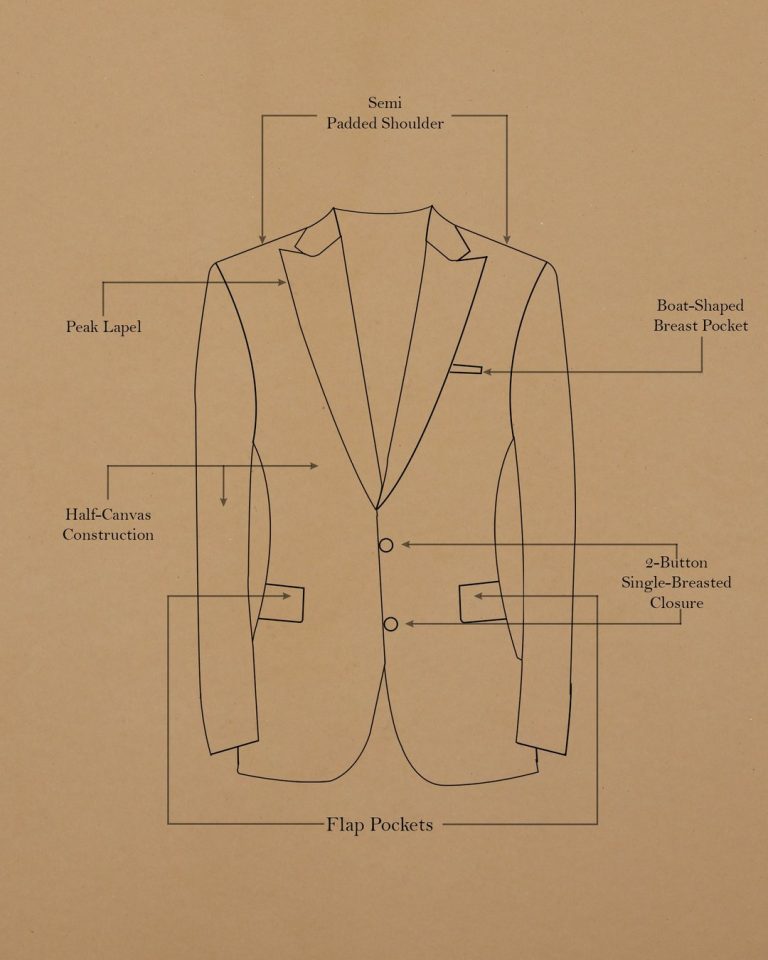 Semi
Padded Shoulder
Peak Lapel
Boat-Shaped
Breast Pocket
Half-Canvas
Construction
2-Button
Single-Breasted
Closure
Flap Pockets